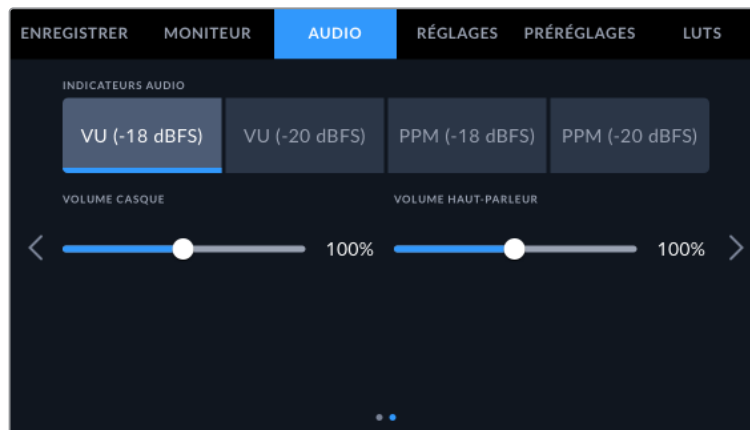 ENREGISTRER MONITEUR AUDIO RÉGLAGES PRÉRÉGLAGES LUTS
INDICATEURS AUDIO
VU (-18 dBFS) VU (-20 dBFS) PPM (-18 dBFS) PPM (-20 dBFS)
VOLUME CASQUE VOLUME HAUT-PARLEUR
100% 100%